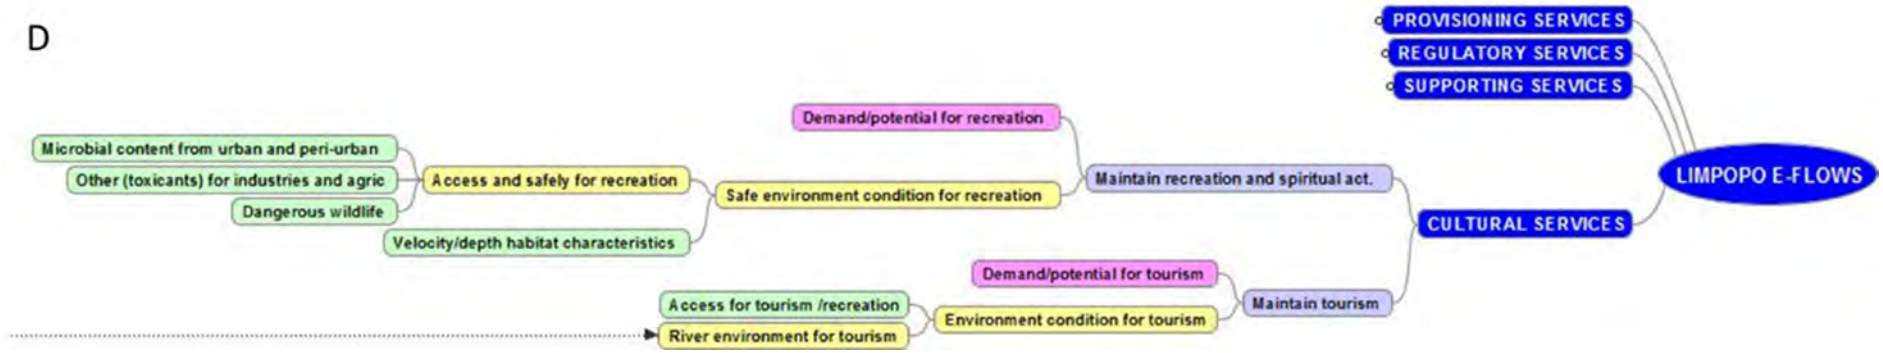 D
PROVISIONING SERVICES
REGULATORY SERVICES
SUPPORTING SERVICES
Demand/potential for recreation
Microbial content from urban and peri-urban
Other (toxicants) for industries and agric
Access and safely for recreation
Maintain recreation and spiritual act.
LIMPOPO E-FLOWS
Safe environment condition for recreation
Dangerous wildlife
CULTURAL SERVICES
Velocity/depth habitat characteristics
Demand/potential for tourism
Access for tourism /recreation
Maintain tourism
Environment condition for tourism
River environment for tourism